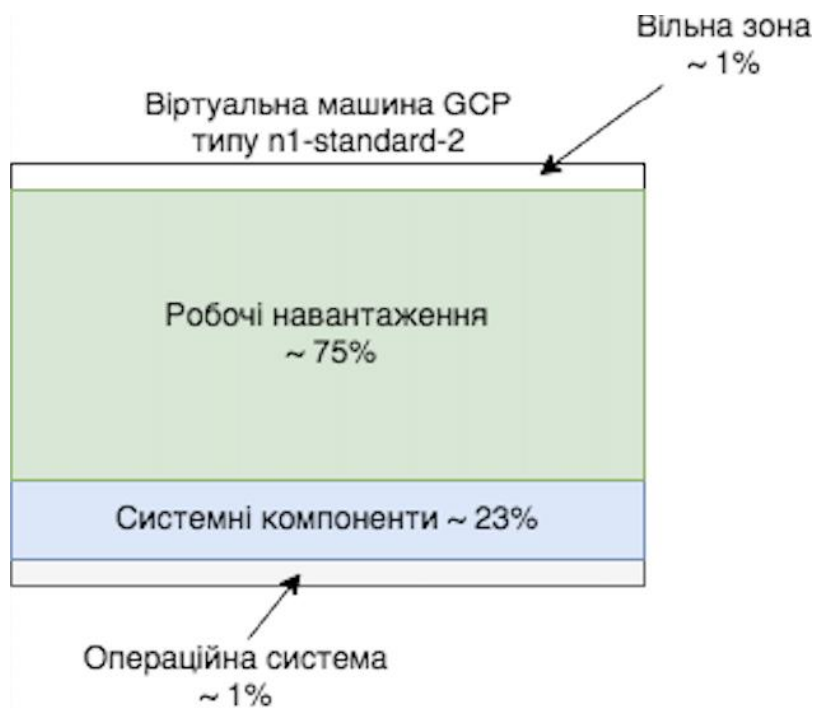 Вільна зона
~ 1%
Віртуальна машина GCP
типу n1-standard-2
Робочі навантаження
~ 75%
Системні компоненти ~ 23%
Операційна система
~ 1%